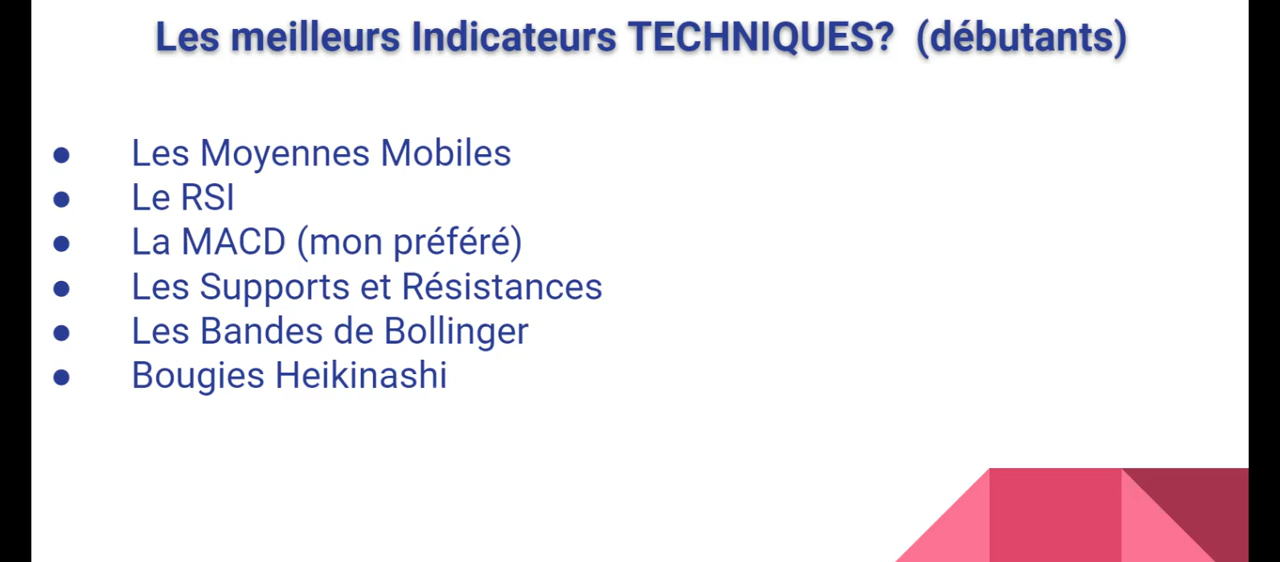 Les meilleurs Indicateurs TECHNIQUES? (débutants)
● Les Moyennes Mobiles
● Le RSI
● La MACD (mon préféré)
● Les Supports et Résistances
● Les Bandes de Bollinger
● Bougies Heikinashi